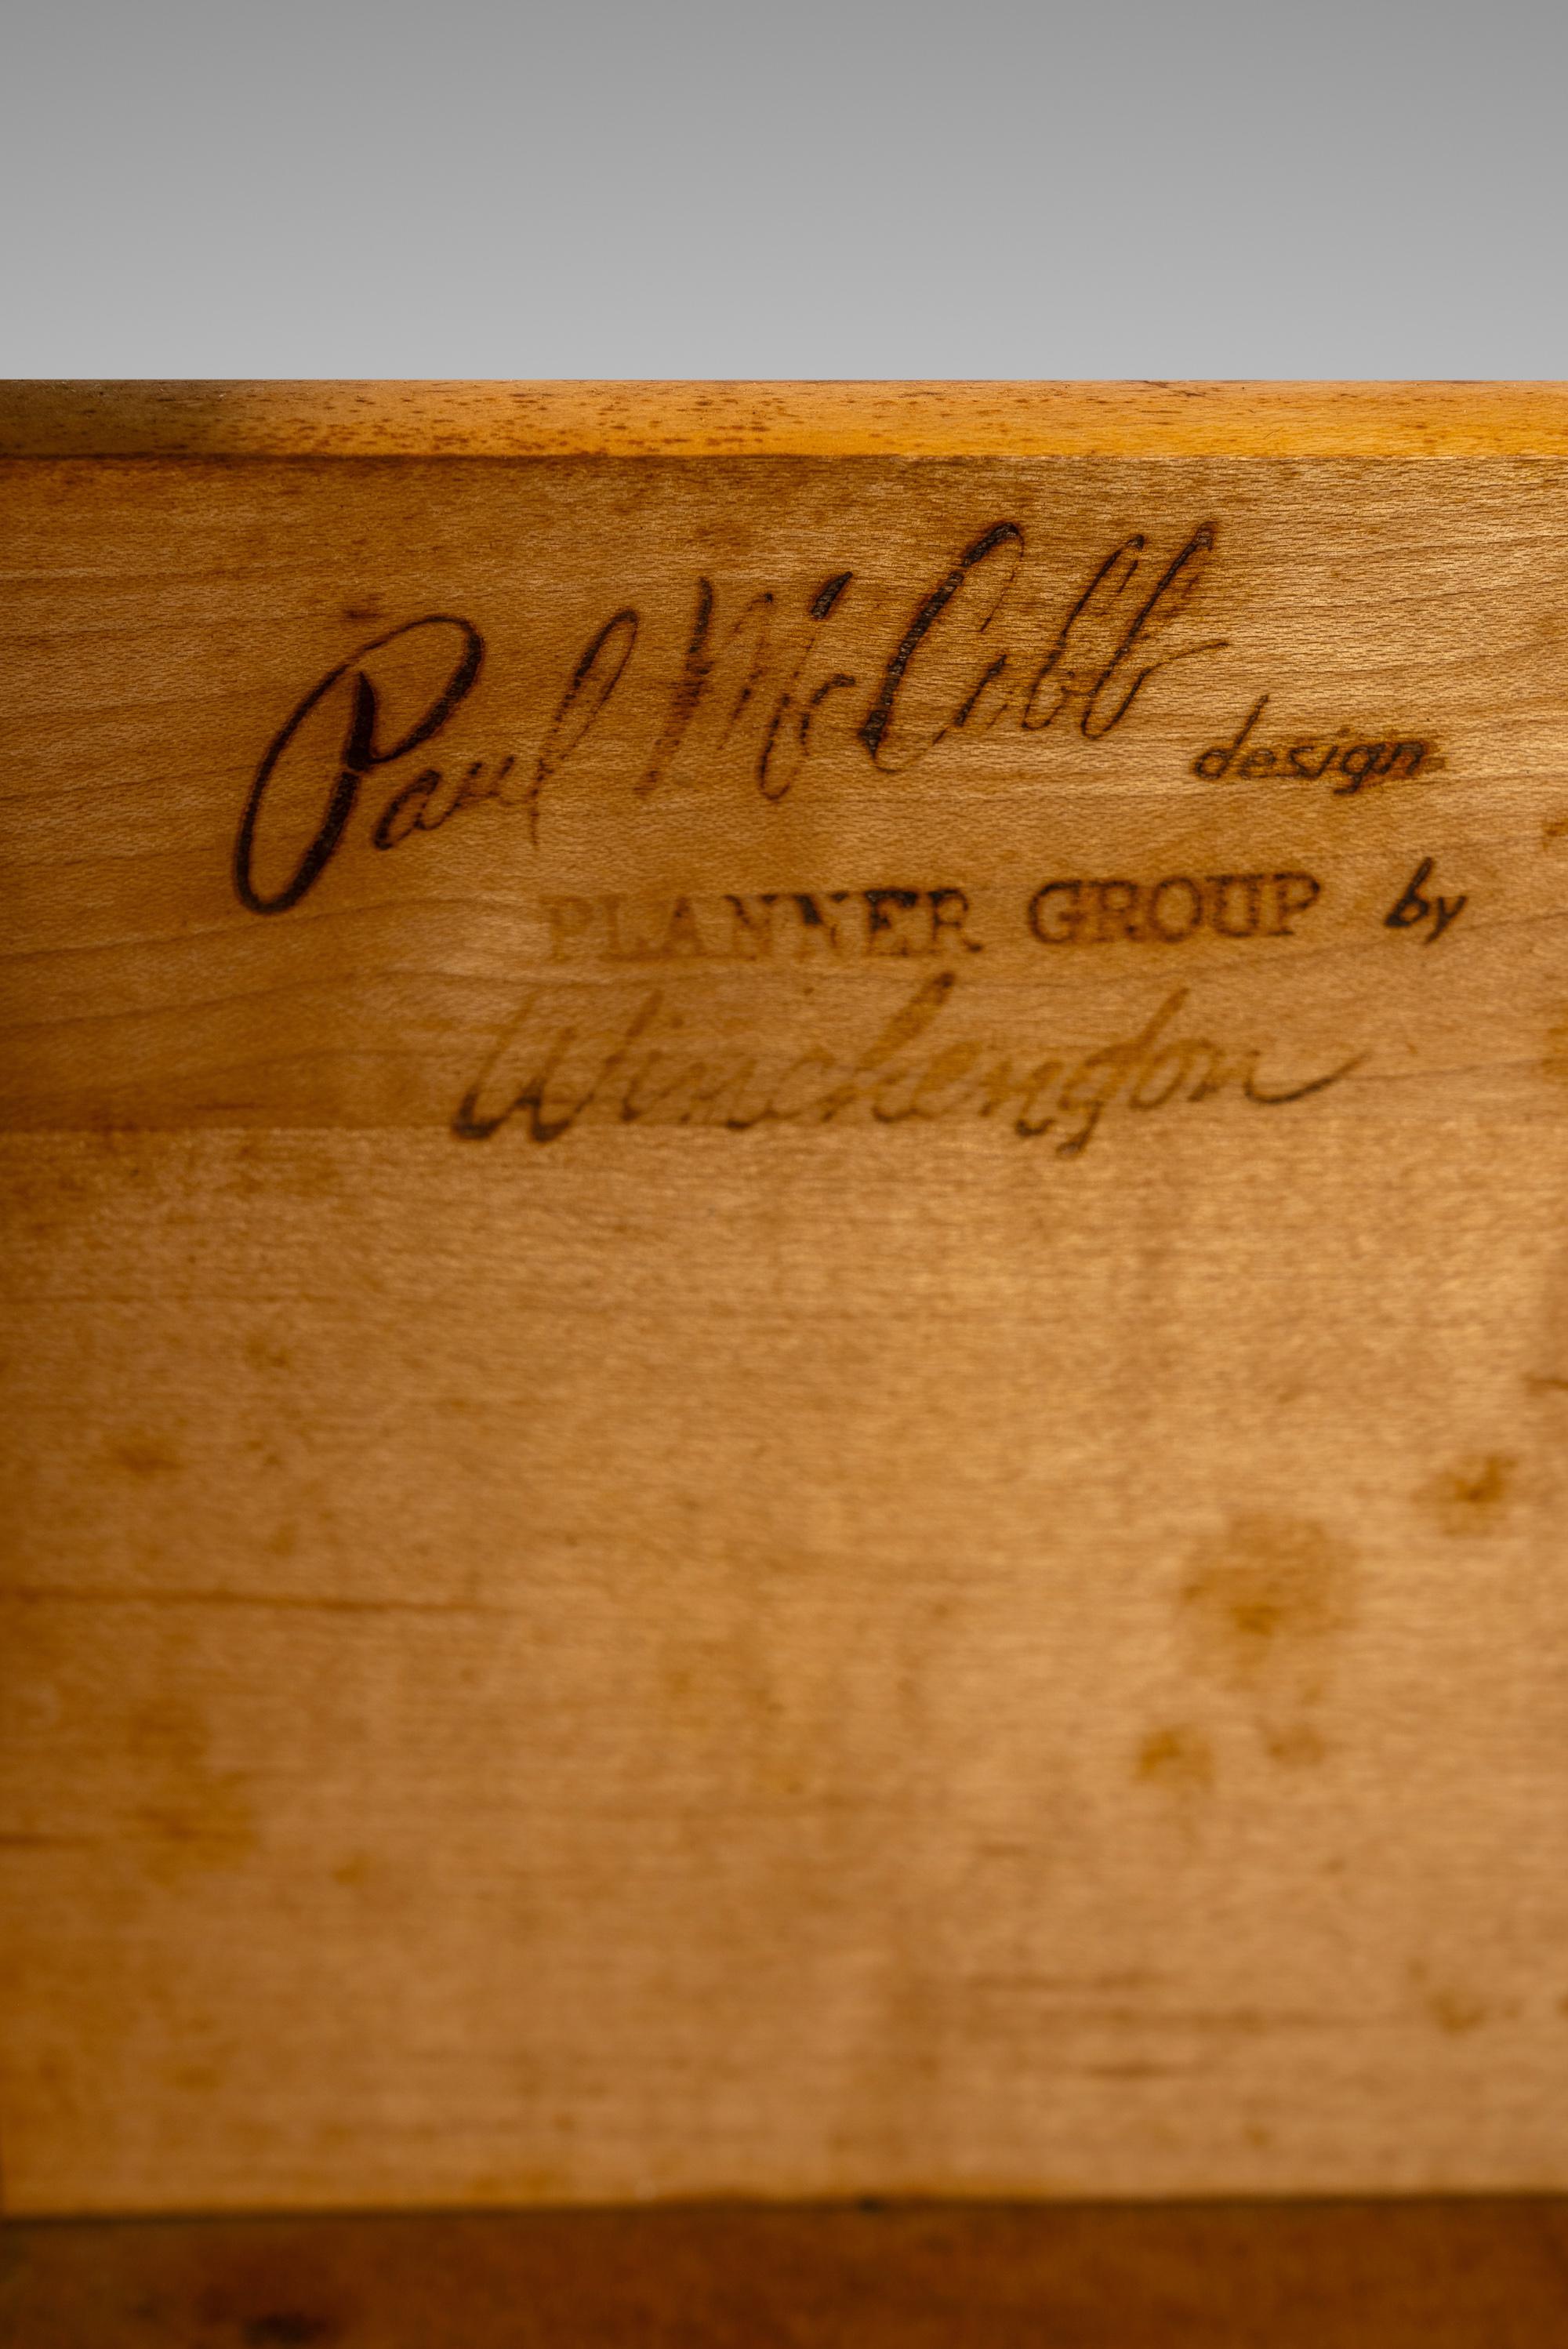 Paul McCobb
design
PLANNER GROUP by
Winchendon